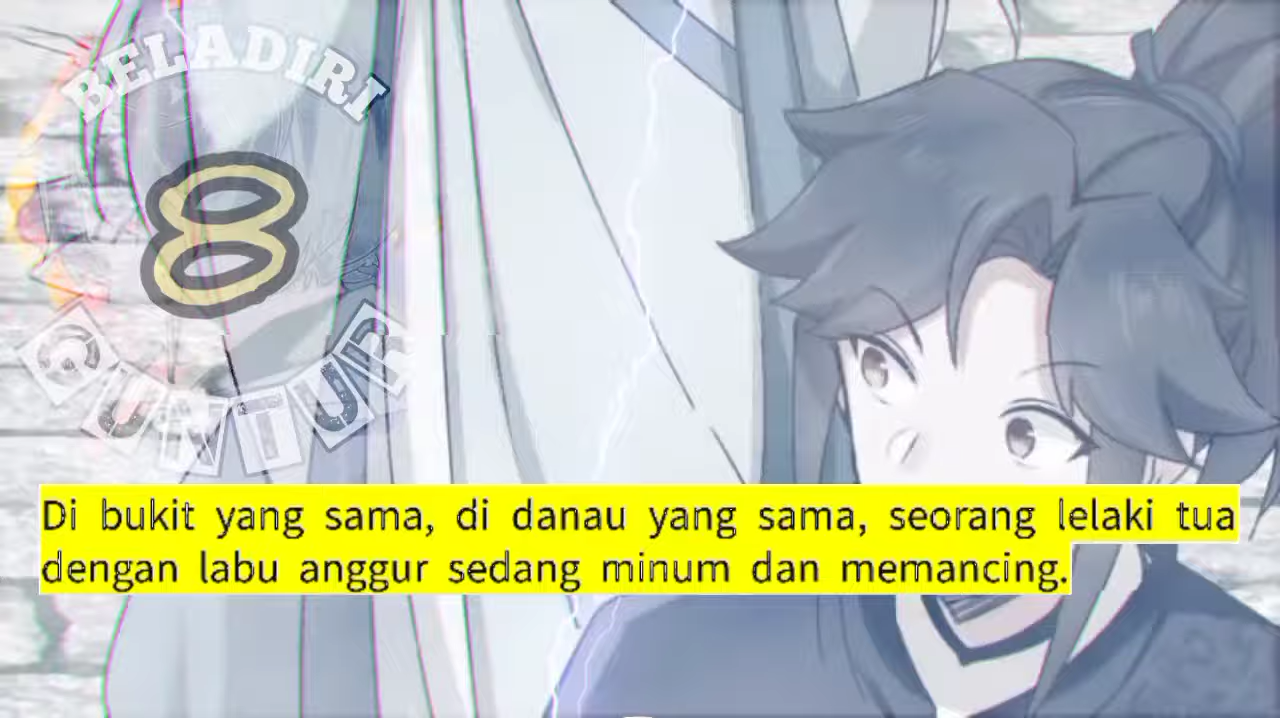 BELADIRI
8
GUNTUR
Di bukit yang sama, di danau yang sama, seorang lelaki tua
dengan labu anggur sedang minum dan memancing.